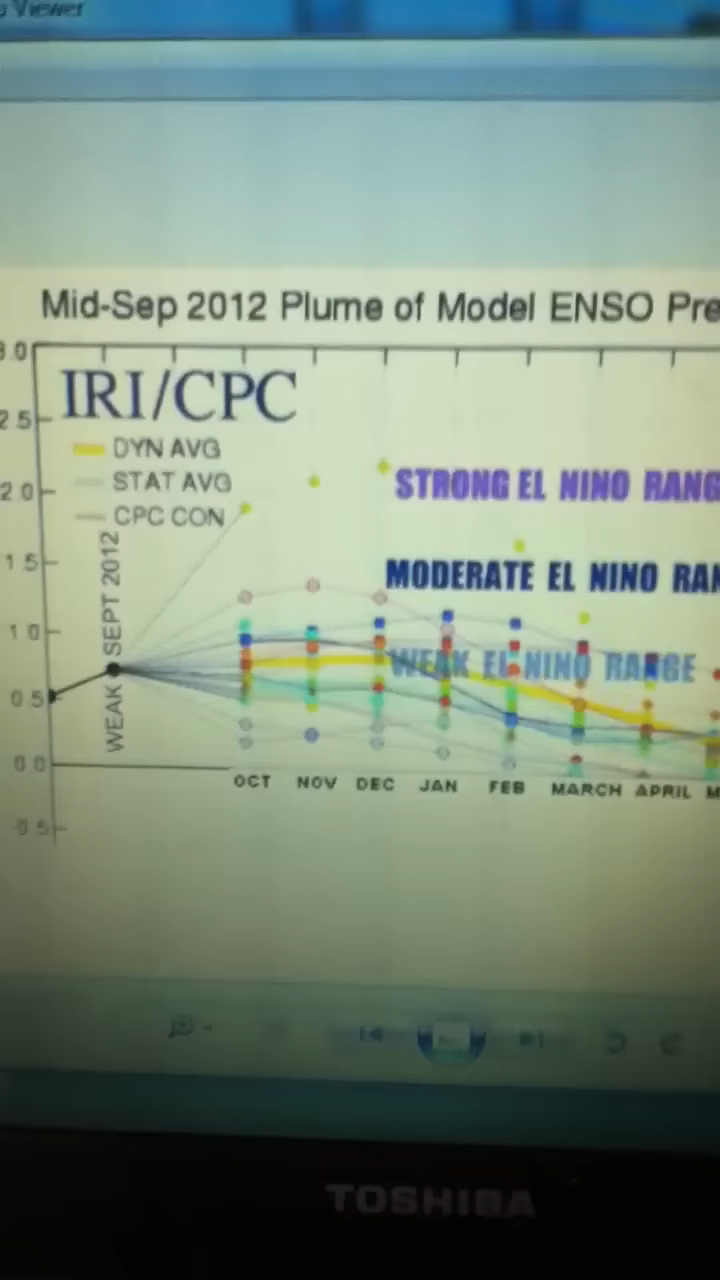 Viewer
Mid-Sep 2012 Plume of Model ENSO Pre
3.0
IRI/CPC
2.5
DYN AVG
STAT AVG
2.0
STRONG EL NINO RANG
CPC CON
1.5
MODERATE EL NINO RAN
WEAK SEPT 2012
1.0
WEAK EL NINO RANGE
0.5
0.0
OCT NOV DEC JAN FEB MARCH APRIL M
-0.5
TOSHIBA